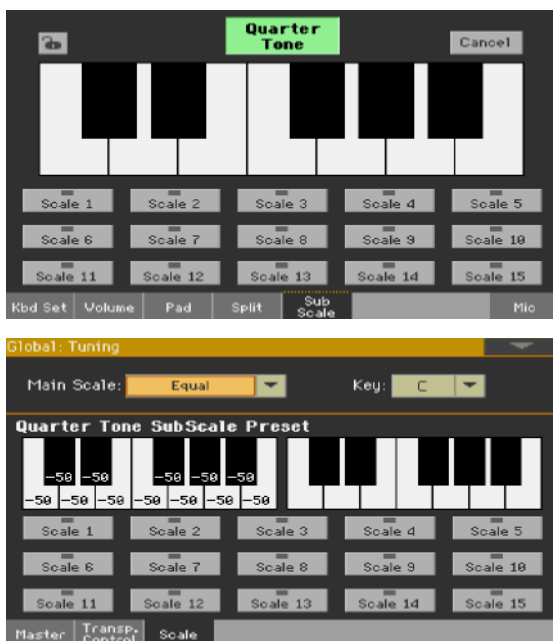 Quarter
Tone
Cancel
Scale 1 Scale 2 Scale 3 Scale 4 Scale 5
Scale 6 Scale 7 Scale 8 Scale 9 Scale 10
Scale 11 Scale 12 Scale 13 Scale 14 Scale 15
Kbd Set Volume Pad Split Sub Scale Mic
Global: Tuning
Main Scale: Equal Key: C
Quarter Tone SubScale Preset
-50 -50 -50 -50 -50
-50 -50 -50 -50 -50 -50 -50
Scale 1 Scale 2 Scale 3 Scale 4 Scale 5
Scale 6 Scale 7 Scale 8 Scale 9 Scale 10
Scale 11 Scale 12 Scale 13 Scale 14 Scale 15
Master Transp. Control Scale